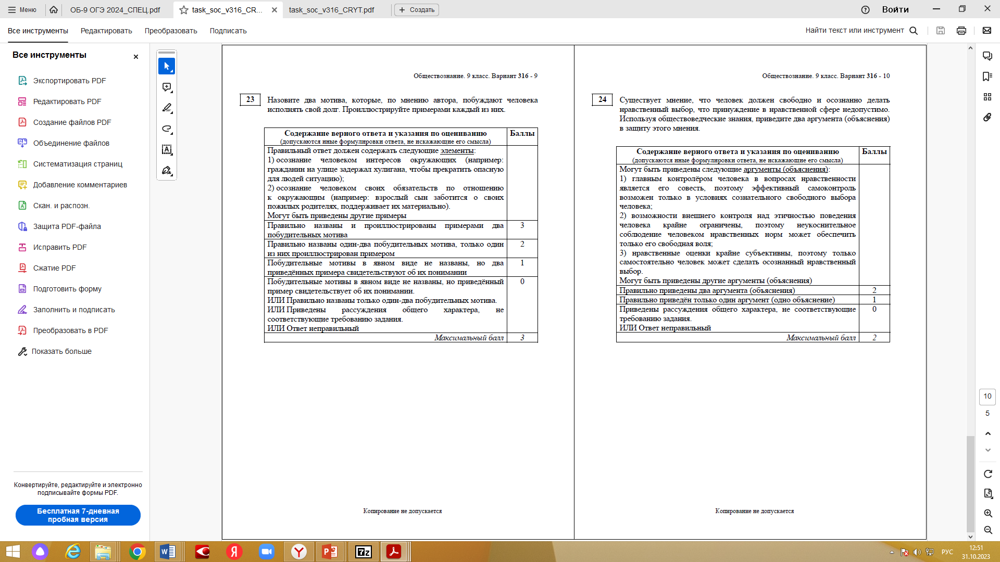 Меню
ОБ-9 ОГЭ 2024_СПЕЦ.pdf
task_soc_v316_CR...
task_soc_v316_CRYT.pdf
Создать
Войти
Все инструменты
Редактировать
Преобразовать
Подписать
Найти текст или инструмент
Все инструменты
Экспортировать PDF
Редактировать PDF
Создание файлов PDF
Объединение файлов
Систематизация страниц
Добавление комментариев
Скан. и распозн.
Защита PDF-файла
Исправить PDF
Сжатие PDF
Подготовить форму
Заполнить и подписать
Преобразовать в PDF
Показать больше
Конвертируйте, редактируйте и электронно
подписывайте формы PDF.
Бесплатная 7-дневная
пробная версия
Обществознание. 9 класс. Вариант 316 - 9
23
Назовите два мотива, которые, по мнению автора, побуждают человека
исполнять свой долг. Проиллюстрируйте примерами каждый из них.
Содержание верного ответа и указания по оцениванию
(допускаются иные формулировки ответа, не искажающие его смысла)
Баллы
Правильный ответ должен содержать следующие элементы:
1) осознание человеком интересов окружающих (например:
гражданин на улице задержал хулигана, чтобы прекратить опасную
для людей ситуацию);
2) осознание человеком своих обязательств по отношению
к окружающим (например: взрослый сын заботится о своих
пожилых родителях, поддерживает их материально).
Могут быть приведены другие примеры
Правильно названы и проиллюстрированы примерами два
побудительных мотива
3
Правильно названы один-два побудительных мотива, только один
из них проиллюстрирован примером
2
Побудительные мотивы в явном виде не названы, но два
приведённых примера свидетельствуют об их понимании
1
Побудительные мотивы в явном виде не названы, но приведённый
пример свидетельствует об их понимании.
ИЛИ Правильно названы только один-два побудительных мотива.
ИЛИ Приведены рассуждения общего характера, не
соответствующие требованию задания.
ИЛИ Ответ неправильный
0
Максимальный балл
3
Копирование не допускается
Обществознание. 9 класс. Вариант 316 - 10
24
Существует мнение, что человек должен свободно и осознанно делать
нравственный выбор, что принуждение в нравственной сфере недопустимо.
Используя обществоведческие знания, приведите два аргумента (объяснения)
в защиту этого мнения.
Содержание верного ответа и указания по оцениванию
(допускаются иные формулировки ответа, не искажающие его смысла)
Баллы
Могут быть приведены следующие аргументы (объяснения):
1) главным контролёром человека в вопросах нравственности
является его совесть, поэтому эффективный самоконтроль
возможен только в условиях сознательного свободного выбора
человека;
2) возможности внешнего контроля над этичностью поведения
человека крайне ограничены, поэтому неукоснительное
соблюдение человеком нравственных норм может обеспечить
только его свободная воля;
3) нравственные оценки крайне субъективны, поэтому только
самостоятельно человек может сделать осознанный нравственный
выбор.
Могут быть приведены другие аргументы (объяснения)
Правильно приведены два аргумента (объяснения)
2
Правильно приведён только один аргумент (одно объяснение)
1
Приведены рассуждения общего характера, не соответствующие
требованию задания.
ИЛИ Ответ неправильный
0
Максимальный балл
2
Копирование не допускается
10
5
РУС
12:51
31.10.2023